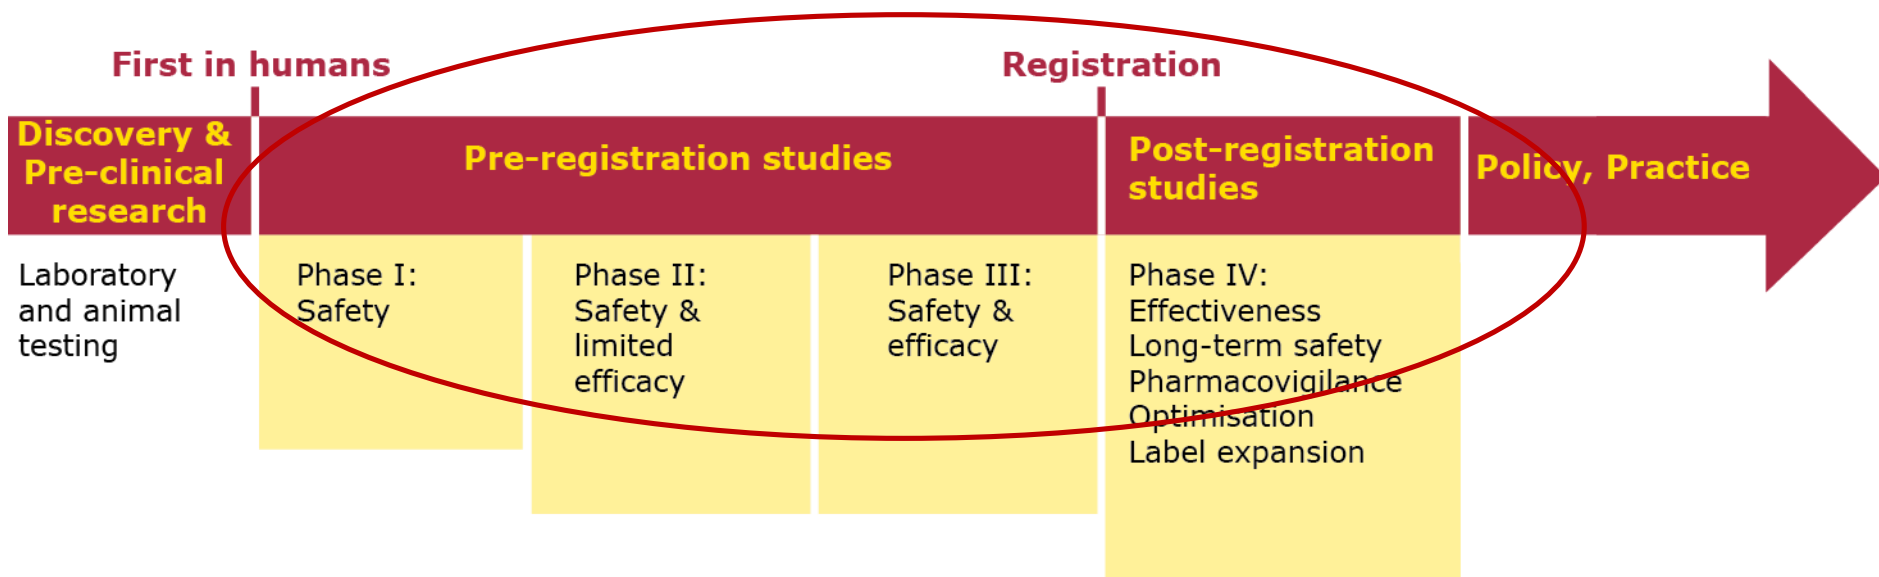 First in humans
Registration
Discovery &
Pre-clinical
research
Pre-registration studies
Post-registration
studies
Policy, Practice
Laboratory
and animal
testing
Phase I:
Safety
Phase II:
Safety &
limited
efficacy
Phase III:
Safety &
efficacy
Phase IV:
Effectiveness
Long-term safety
Pharmacovigilance
Optimisation
Label expansion